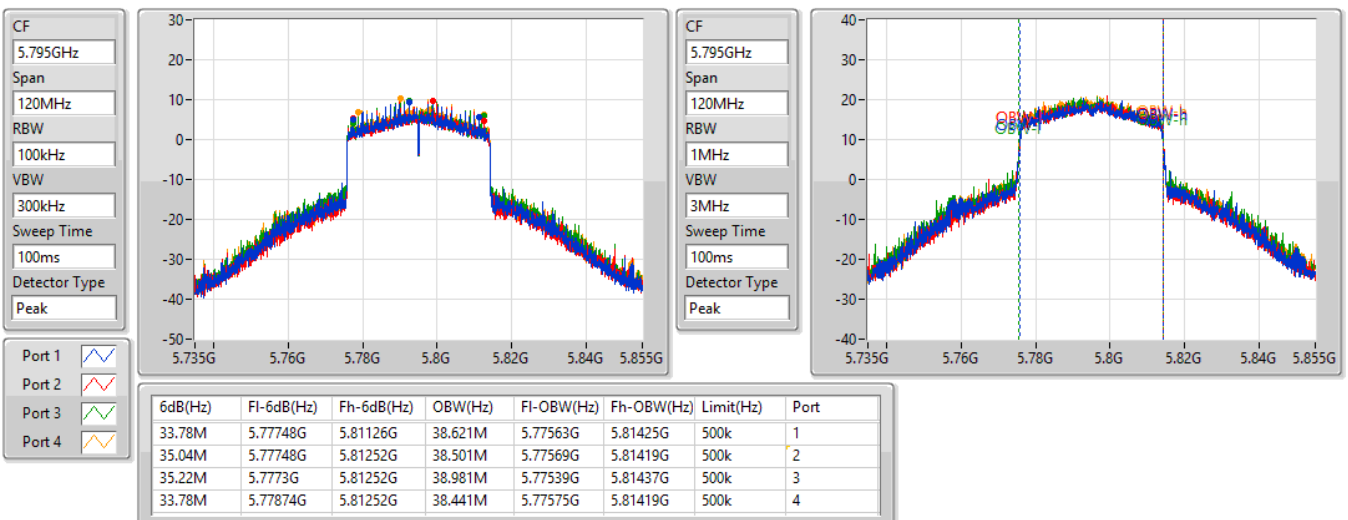 CF
5.795GHz
Span
120MHz
RBW
100kHz
VBW
300kHz
Sweep Time
100ms
Detector Type
Peak
30
20
10
0
-10
-20
-30
-40
-50
5.735G 5.76G 5.78G 5.8G 5.82G 5.84G 5.855G
CF
5.795GHz
Span
120MHz
RBW
1MHz
VBW
3MHz
Sweep Time
100ms
Detector Type
Peak
40
30
20
10
0
-10
-20
-30
-40
5.735G 5.76G 5.78G 5.8G 5.82G 5.84G 5.855G
OBW-l
OBW-h
Port 1
Port 2
Port 3
Port 4
6dB(Hz) Fl-6dB(Hz) Fh-6dB(Hz) OBW(Hz) Fl-OBW(Hz) Fh-OBW(Hz) Limit(Hz) Port
33.78M 5.77748G 5.81126G 38.621M 5.77563G 5.81425G 500k 1
35.04M 5.77748G 5.81252G 38.501M 5.77569G 5.81419G 500k 2
35.22M 5.7773G 5.81252G 38.981M 5.77539G 5.81437G 500k 3
33.78M 5.77874G 5.81252G 38.441M 5.77575G 5.81419G 500k 4